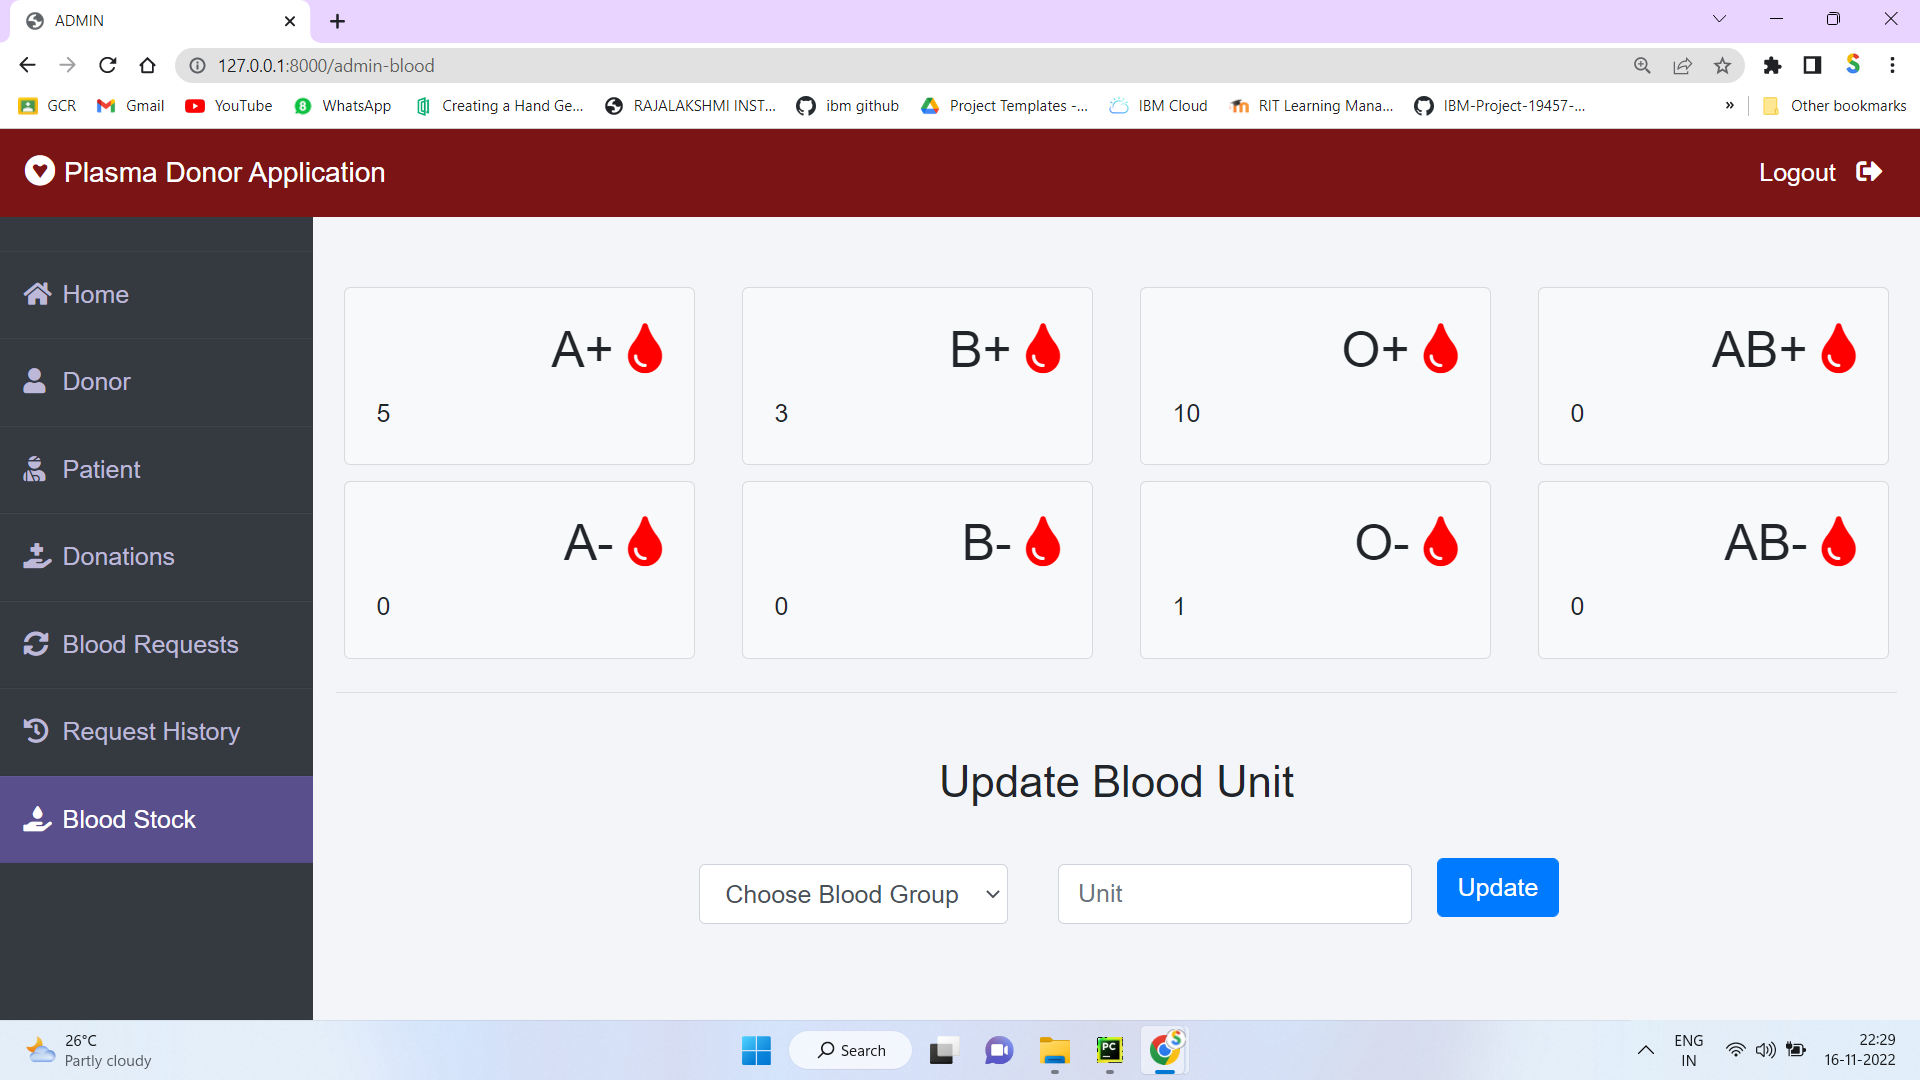 ADMIN
127.0.0.1:8000/admin-blood
GCR
Gmail
YouTube
WhatsApp
Creating a Hand Ge...
RAJALAKSHMI INST...
ibm github
Project Templates -...
IBM Cloud
RIT Learning Mana...
IBM-Project-19457-...
»
Other bookmarks
Plasma Donor Application
Logout
Home
Donor
Patient
Donations
Blood Requests
Request History
Blood Stock
A+
5
B+
3
O+
10
AB+
0
A-
0
B-
0
O-
1
AB-
0
Update Blood Unit
Choose Blood Group
Unit
Update
26°C
Partly cloudy
Search
PC
ENG
IN
22:29
16-11-2022